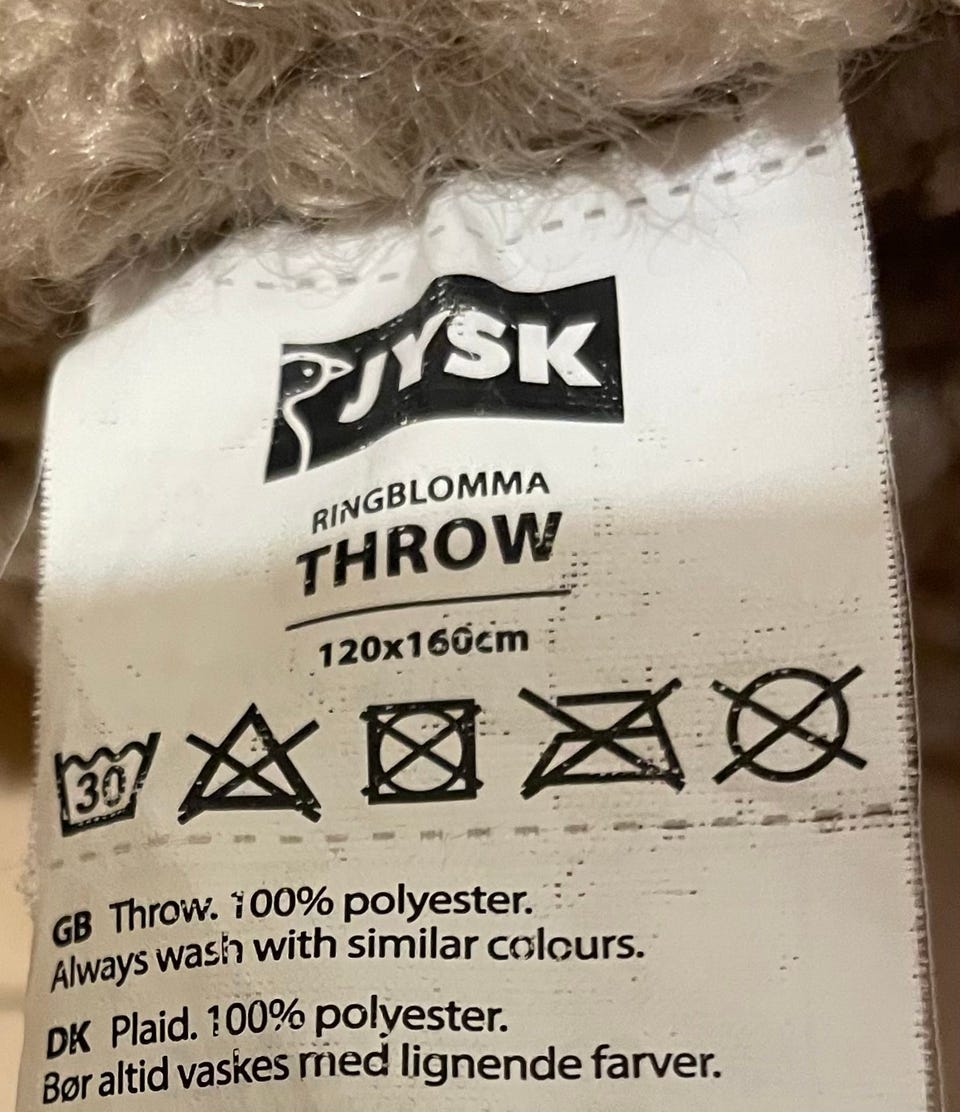 JYSK
RINGBLOMMA
THROW
120x160cm
30
GB Throw. 100% polyester.
Always wash with similar colours.
DK Plaid. 100% polyester.
Bør altid vaskes med lignende farver.